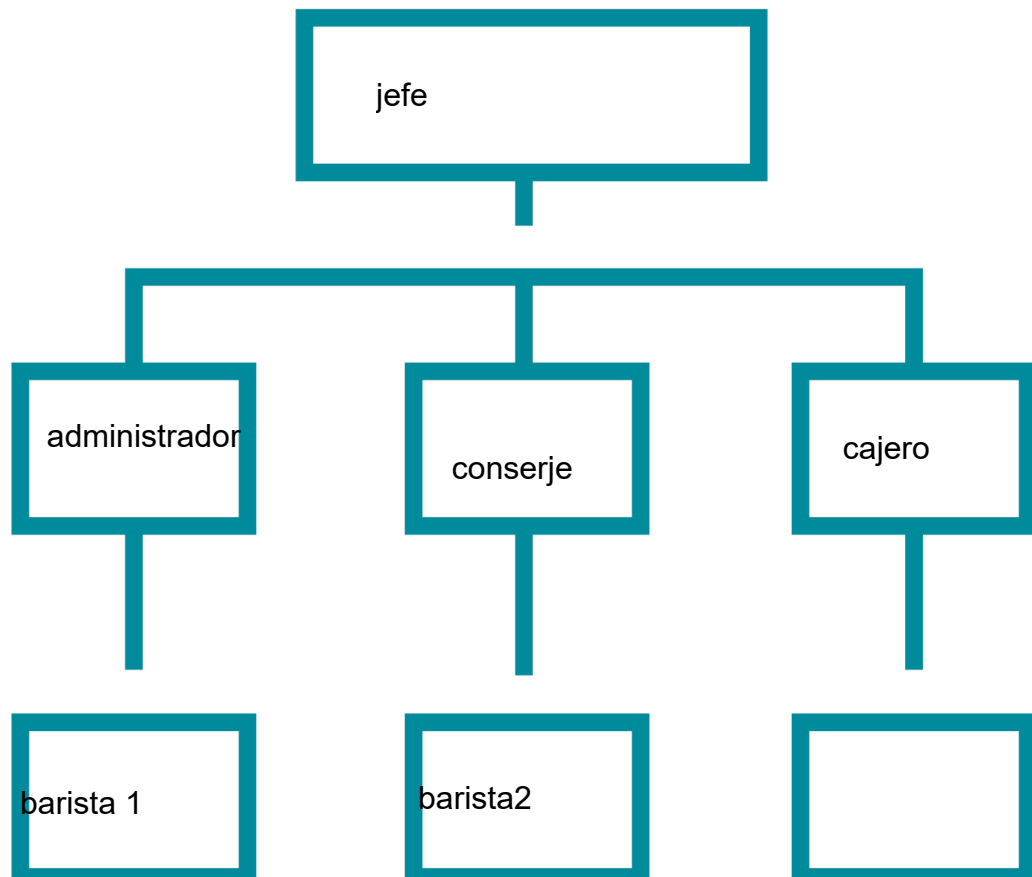 jefe
administrador
conserje
cajero
barista 1
barista2